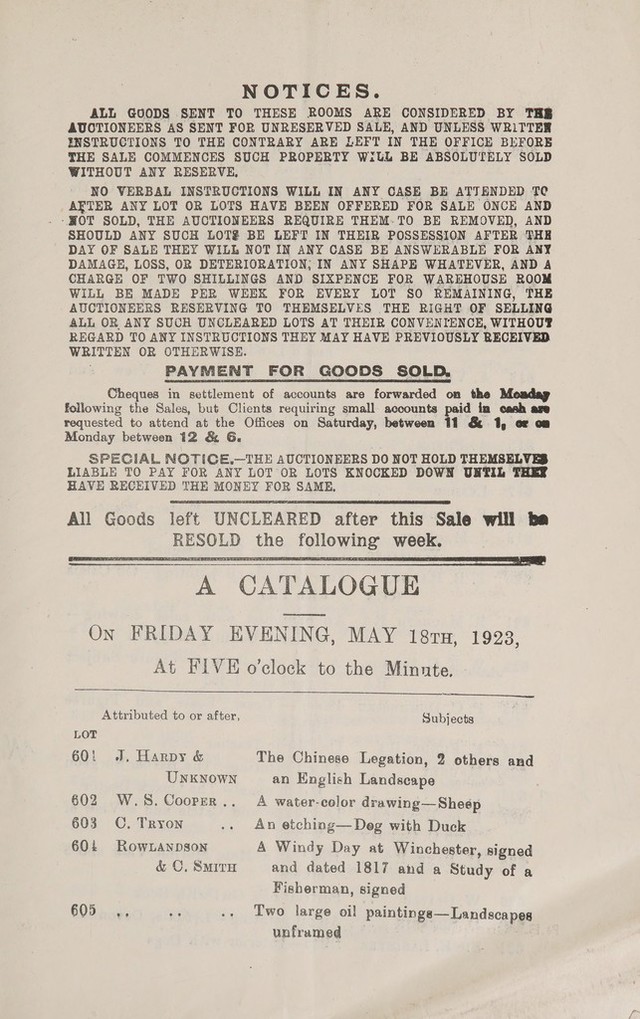 NOTICES.
ALL GOODS SENT TO THESE ROOMS ARE CONSIDERED BY THE
AUCTIONEERS AS SENT FOR UNRESERVED SALE, AND UNLESS WRITTEN
INSTRUCTIONS TO THE CONTRARY ARE LEFT IN THE OFFICE BEFORE
THE SALE COMMENCES SUCH PROPERTY WILL BE ABSOLUTELY SOLD
WITHOUT ANY RESERVE.
NO VERBAL INSTRUCTIONS WILL IN ANY CASE BE ATTENDED TO
AFTER ANY LOT OR LOTS HAVE BEEN OFFERED FOR SALE ONCE AND
NOT SOLD, THE AUCTIONEERS REQUIRE THEM TO BE REMOVED, AND
SHOULD ANY SUCH LOTS BE LEFT IN THEIR POSSESSION AFTER THE
DAY OF SALE THEY WILL NOT IN ANY CASE BE ANSWERABLE FOR ANY
DAMAGE, LOSS, OR DETERIORATION, IN ANY SHAPE WHATEVER, AND A
CHARGE OF TWO SHILLINGS AND SIXPENCE FOR WAREHOUSE ROOM
WILL BE MADE PER WEEK FOR EVERY LOT SO REMAINING, THE
AUCTIONEERS RESERVING TO THEMSELVES THE RIGHT OF SELLING
ALL OR ANY SUCH UNCLEARED LOTS AT THEIR CONVENIENCE, WITHOUT
REGARD TO ANY INSTRUCTIONS THEY MAY HAVE PREVIOUSLY RECEIVED
WRITTEN OR OTHERWISE.
PAYMENT FOR GOODS SOLD.
Cheques in settlement of accounts are forwarded on the Monday
following the Sales, but Clients requiring small accounts paid in cash are
requested to attend at the Offices on Saturday, between 11 & 1, or on
Monday between 12 & 6.
SPECIAL NOTICE.—THE AUCTIONEERS DO NOT HOLD THEMSELVES
LIABLE TO PAY FOR ANY LOT OR LOTS KNOCKED DOWN UNTIL THEY
HAVE RECEIVED THE MONEY FOR SAME.
All Goods left UNCLEARED after this Sale will be
RESOLD the following week.
A CATALOGUE
ON FRIDAY EVENING, MAY 18TH, 1923,
At FIVE o'clock to the Minute.
Attributed to or after, Subjects
LOT
601 J. HARDY & The Chinese Legation, 2 others and
UNKNOWN an English Landscape
602 W. S. COOPER .. A water-color drawing—Sheep
603 C. TRYON .. An etching—Dog with Duck
604 ROWLANDSON A Windy Day at Winchester, signed
& C. SMITH and dated 1817 and a Study of a
Fisherman, signed
605 ,, .. .. Two large oil paintings—Landscapes
unframed